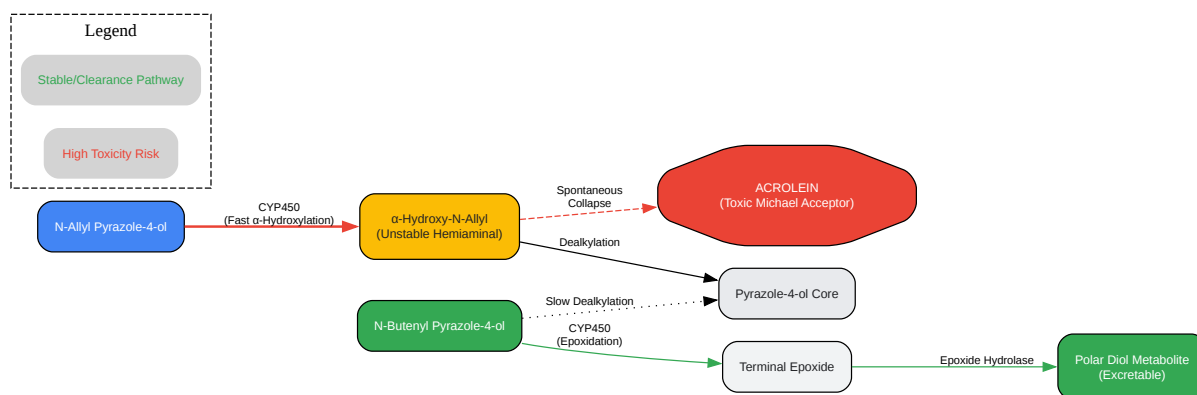 Legend
Stable/Clearance Pathway
High Toxicity Risk
N-Allyl Pyrazole-4-ol
CYP450
(Fast α-Hydroxylation)
α-Hydroxy-N-Allyl
(Unstable Hemiaminal)
Spontaneous
Collapse
ACROLEIN
(Toxic Michael Acceptor)
Dealkylation
Pyrazole-4-ol Core
N-Butenyl Pyrazole-4-ol
Slow Dealkylation
CYP450
(Epoxidation)
Terminal Epoxide
Epoxide Hydrolase
Polar Diol Metabolite
(Excretable)